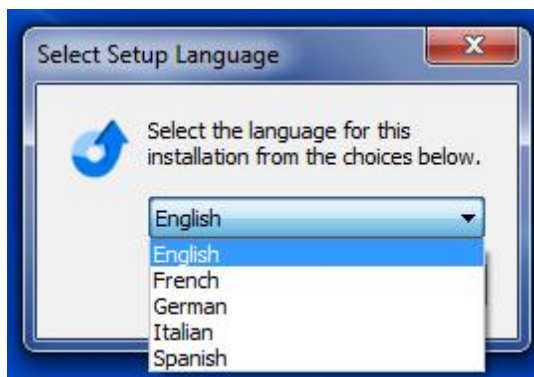 Select Setup Language
Select the language for this
installation from the choices below.
English
English
French
German
Italian
Spanish